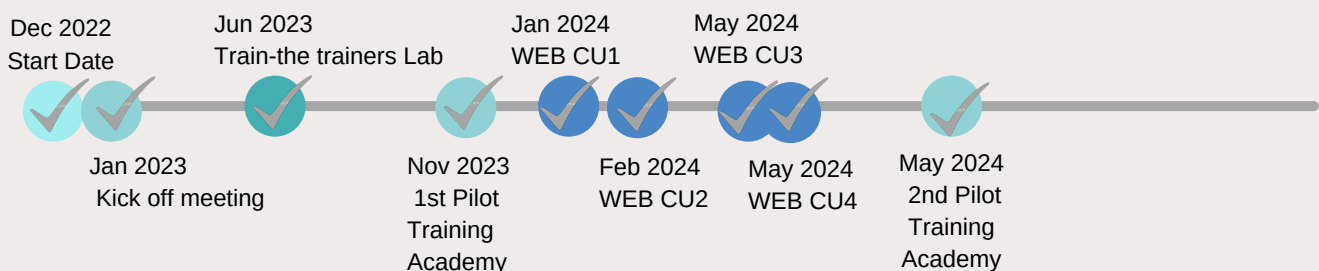 Dec 2022
Start Date
Jun 2023
Train-the trainers Lab
Jan 2024
WEB CU1
May 2024
WEB CU3
Jan 2023
Kick off meeting
Nov 2023
1st Pilot
Training
Academy
Feb 2024
WEB CU2
May 2024
WEB CU4
May 2024
2nd Pilot
Training
Academy